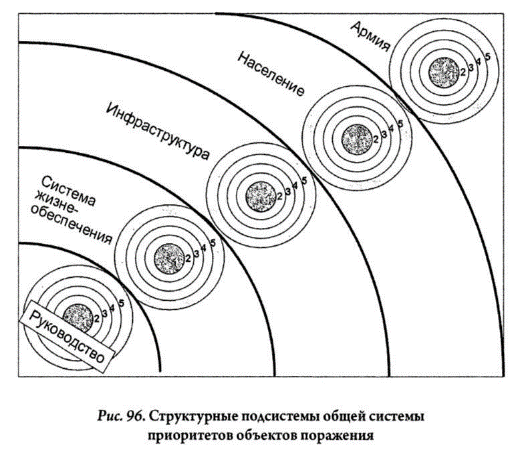 Армия
2 3 4 5
Население
2 3 4 5
Инфраструктура
2 3 4 5
Система
жизне-
обеспечения
2 3 4 5
Руководство
2 3 4 5
Рис. 96. Структурные подсистемы общей системы
приоритетов объектов поражения